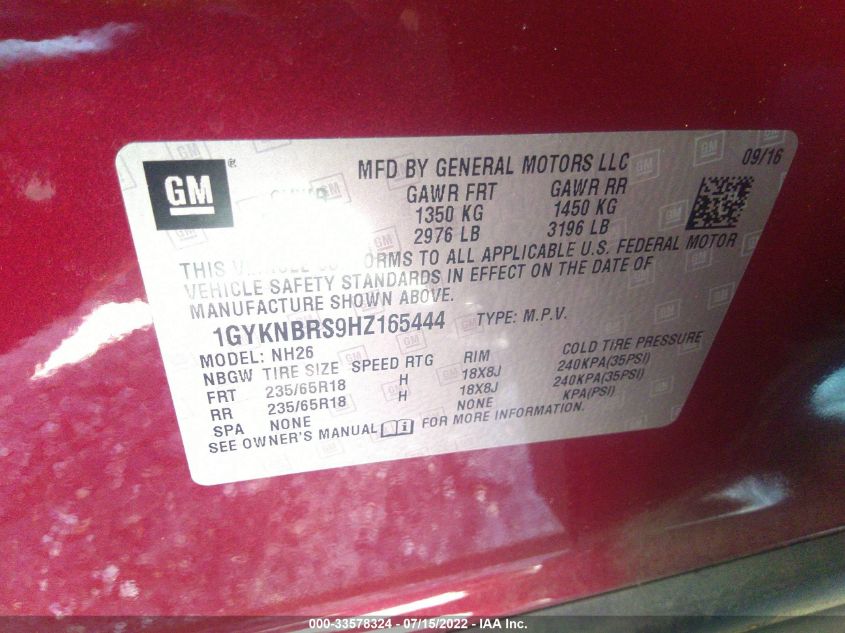 GM®
MFD BY GENERAL MOTORS LLC
09/16
GAWR FRT GAWR RR
1350 KG 1450 KG
2976 LB 3196 LB
THIS TO ALL APPLICABLE U.S. FEDERAL MOTOR
VEHICLE SAFETY STANDARDS IN EFFECT ON THE DATE OF
MANUFACTURE SHOWN ABOVE.
1GYKNBRS9HZ165444 TYPE: M.P.V.
MODEL: NH26
NBGW TIRE SIZE SPEED RTG RIM COLD TIRE PRESSURE
FRT 235/65R18 H 18X8J 240KPA(35PSI)
RR 235/65R18 H 18X8J 240KPA(35PSI)
SPA NONE NONE KPA(PSI)
SEE OWNER'S MANUAL FOR MORE INFORMATION.
000-33578324 - 07/15/2022 - IAA Inc.